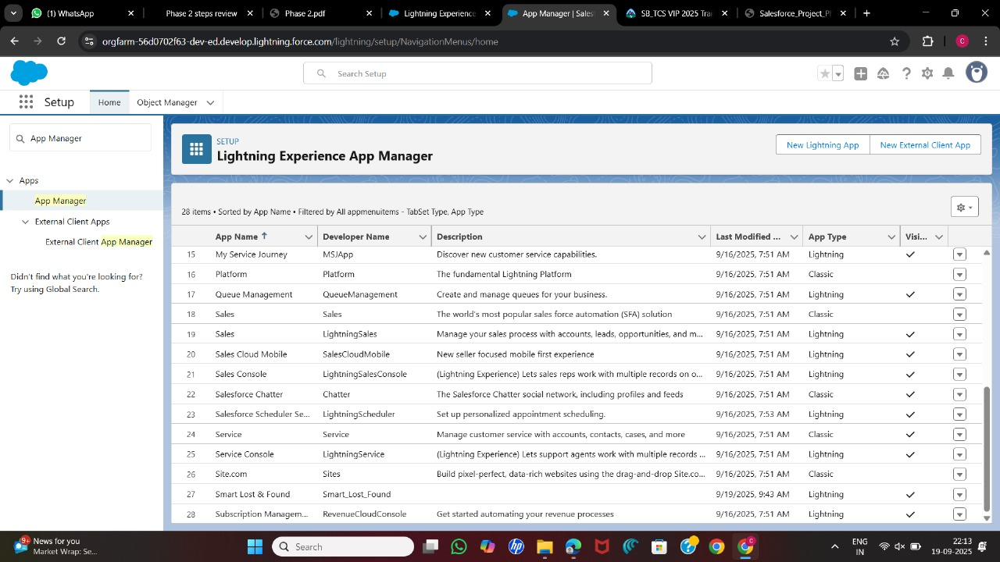 (1) WhatsApp
Phase 2 steps review
Phase 2.pdf
Lightning Experience
App Manager | Sales
SB_TCS VIP 2025 Tra
Salesforce_Project_P
orgfarm-56d0702f63-dev-ed.develop.lightning.force.com/lightning/setup/NavigationMenus/home
C
Search Setup
Setup
Home
Object Manager
App Manager
Apps
App Manager
External Client Apps
External Client App Manager
Didn't find what you're looking for?
Try using Global Search.
SETUP
Lightning Experience App Manager
New Lightning App
New External Client App
28 items • Sorted by App Name • Filtered by All appmenuitems - TabSet Type, App Type
App Name ↑ Developer Name Description Last Modified ... App Type Visi...
15 My Service Journey MSJApp Discover new customer service capabilities. 9/16/2025, 7:51 AM Lightning ✓
16 Platform Platform The fundamental Lightning Platform 9/16/2025, 7:51 AM Classic
17 Queue Management QueueManagement Create and manage queues for your business. 9/16/2025, 7:51 AM Lightning ✓
18 Sales Sales The world's most popular sales force automation (SFA) solution 9/16/2025, 7:51 AM Classic
19 Sales LightningSales Manage your sales process with accounts, leads, opportunities, and m... 9/16/2025, 7:51 AM Lightning ✓
20 Sales Cloud Mobile SalesCloudMobile New seller focused mobile first experience 9/16/2025, 7:51 AM Lightning ✓
21 Sales Console LightningSalesConsole (Lightning Experience) Lets sales reps work with multiple records on o... 9/16/2025, 7:51 AM Lightning ✓
22 Salesforce Chatter Chatter The Salesforce Chatter social network, including profiles and feeds 9/16/2025, 7:51 AM Classic ✓
23 Salesforce Scheduler Se... LightningScheduler Set up personalized appointment scheduling. 9/16/2025, 7:53 AM Lightning ✓
24 Service Service Manage customer service with accounts, contacts, cases, and more 9/16/2025, 7:51 AM Classic ✓
25 Service Console LightningService (Lightning Experience) Lets support agents work with multiple records ... 9/16/2025, 7:51 AM Lightning ✓
26 Site.com Sites Build pixel-perfect, data-rich websites using the drag-and-drop Site.co... 9/16/2025, 7:51 AM Classic
27 Smart Lost & Found Smart_Lost_Found 9/19/2025, 9:43 AM Lightning ✓
28 Subscription Managem... RevenueCloudConsole Get started automating your revenue processes 9/16/2025, 7:51 AM Lightning ✓
9+
News for you
Market Wrap: Se...
Search
ENG
IN
22:13
19-09-2025